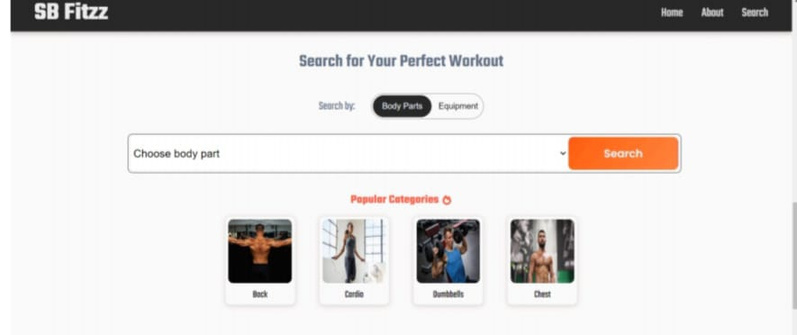 SB Fitzz
Home About Search
Search for Your Perfect Workout
Search by: Body Parts Equipment
Choose body part Search
Popular Categories
Back Cardio Dumbbells Chest